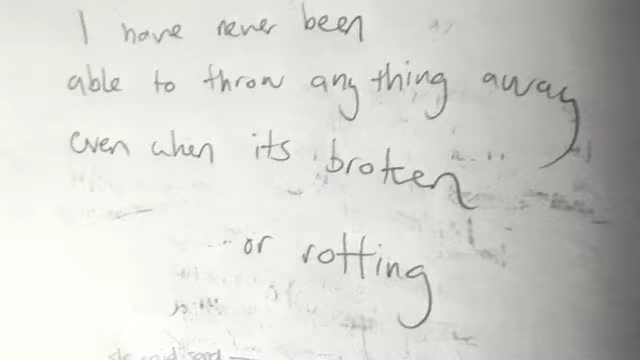 I have never been
able to throw anything away
even when its broken
or rotting